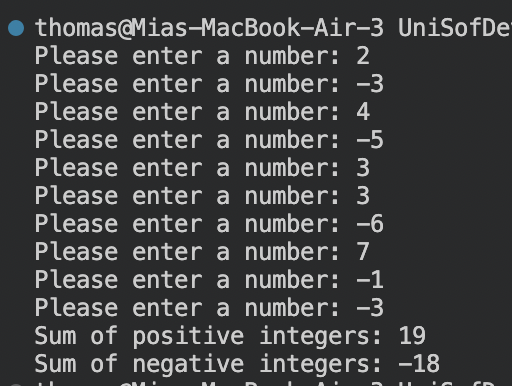 thomas@Mias-MacBook-Air-3 UniSofDe
Please enter a number: 2
Please enter a number: -3
Please enter a number: 4
Please enter a number: -5
Please enter a number: 3
Please enter a number: 3
Please enter a number: -6
Please enter a number: 7
Please enter a number: -1
Please enter a number: -3
Sum of positive integers: 19
Sum of negative integers: -18